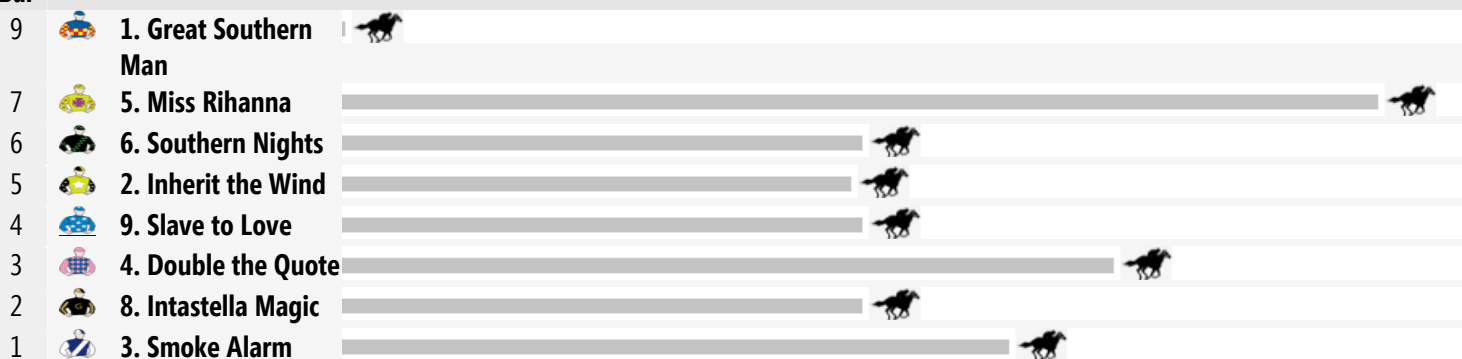 9 1. Great Southern
Man
7 5. Miss Rihanna
6 6. Southern Nights
5 2. Inherit the Wind
4 9. Slave to Love
3 4. Double the Quote
2 8. Intastella Magic
1 3. Smoke Alarm